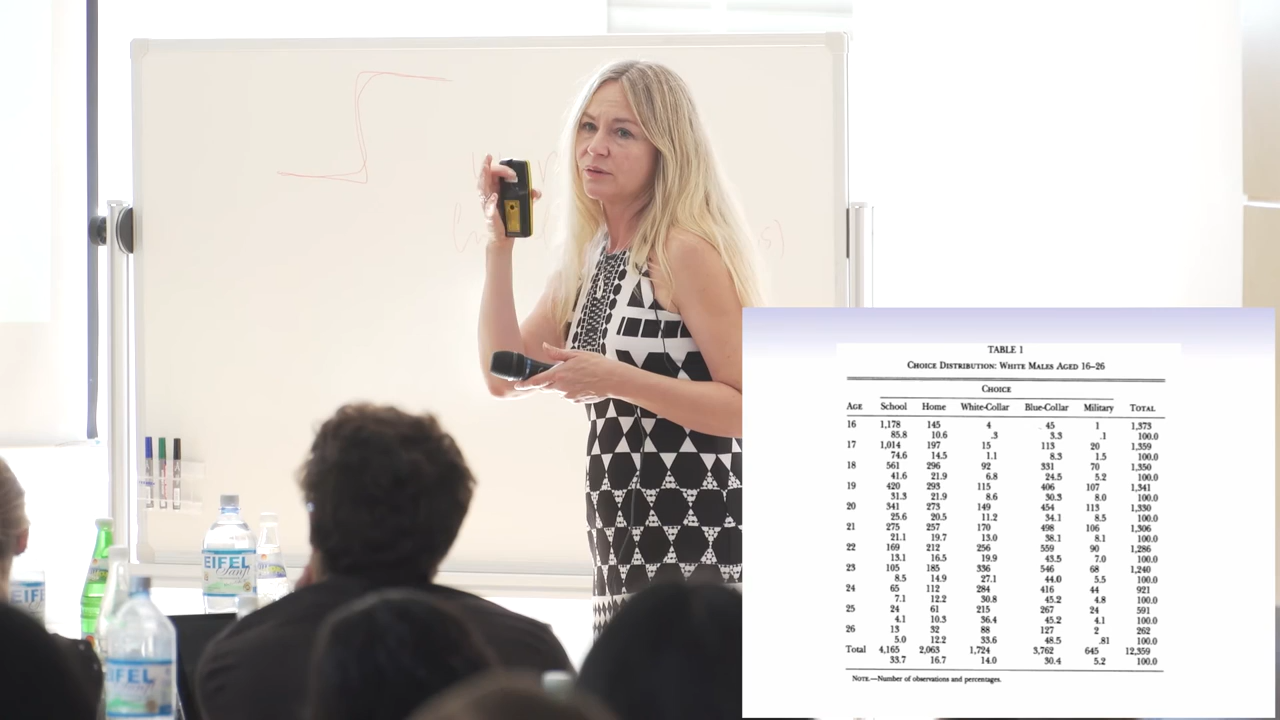 EIFEL
Sanft
EIFEL
EIF
TABLE 1
CHOICE DISTRIBUTION: WHITE MALES AGED 16–26
CHOICE
AGE School Home White-Collar Blue-Collar Military TOTAL
16 1,178 145 4 45 1 1,373
85.8 10.6 .3 3.3 .1 100.0
17 1,014 197 15 113 20 1,359
74.6 14.5 1.1 8.3 1.5 100.0
18 561 296 92 331 70 1,350
41.6 21.9 6.8 24.5 5.2 100.0
19 420 293 115 406 107 1,341
31.3 21.9 8.6 30.3 8.0 100.0
20 341 273 149 454 113 1,330
25.6 20.5 11.2 34.1 8.5 100.0
21 275 257 170 498 106 1,306
21.1 19.7 13.0 38.1 8.1 100.0
22 169 212 256 559 90 1,286
13.1 16.5 19.9 43.5 7.0 100.0
23 105 185 336 546 68 1,240
8.5 14.9 27.1 44.0 5.5 100.0
24 65 112 284 416 44 921
7.1 12.2 30.8 45.2 4.8 100.0
25 24 61 215 267 24 591
4.1 10.3 36.4 45.2 4.1 100.0
26 13 32 88 127 2 262
5.0 12.2 33.6 48.5 .81 100.0
Total 4,165 2,063 1,724 3,762 645 12,359
33.7 16.7 14.0 30.4 5.2 100.0
NOTE.—Number of observations and percentages.